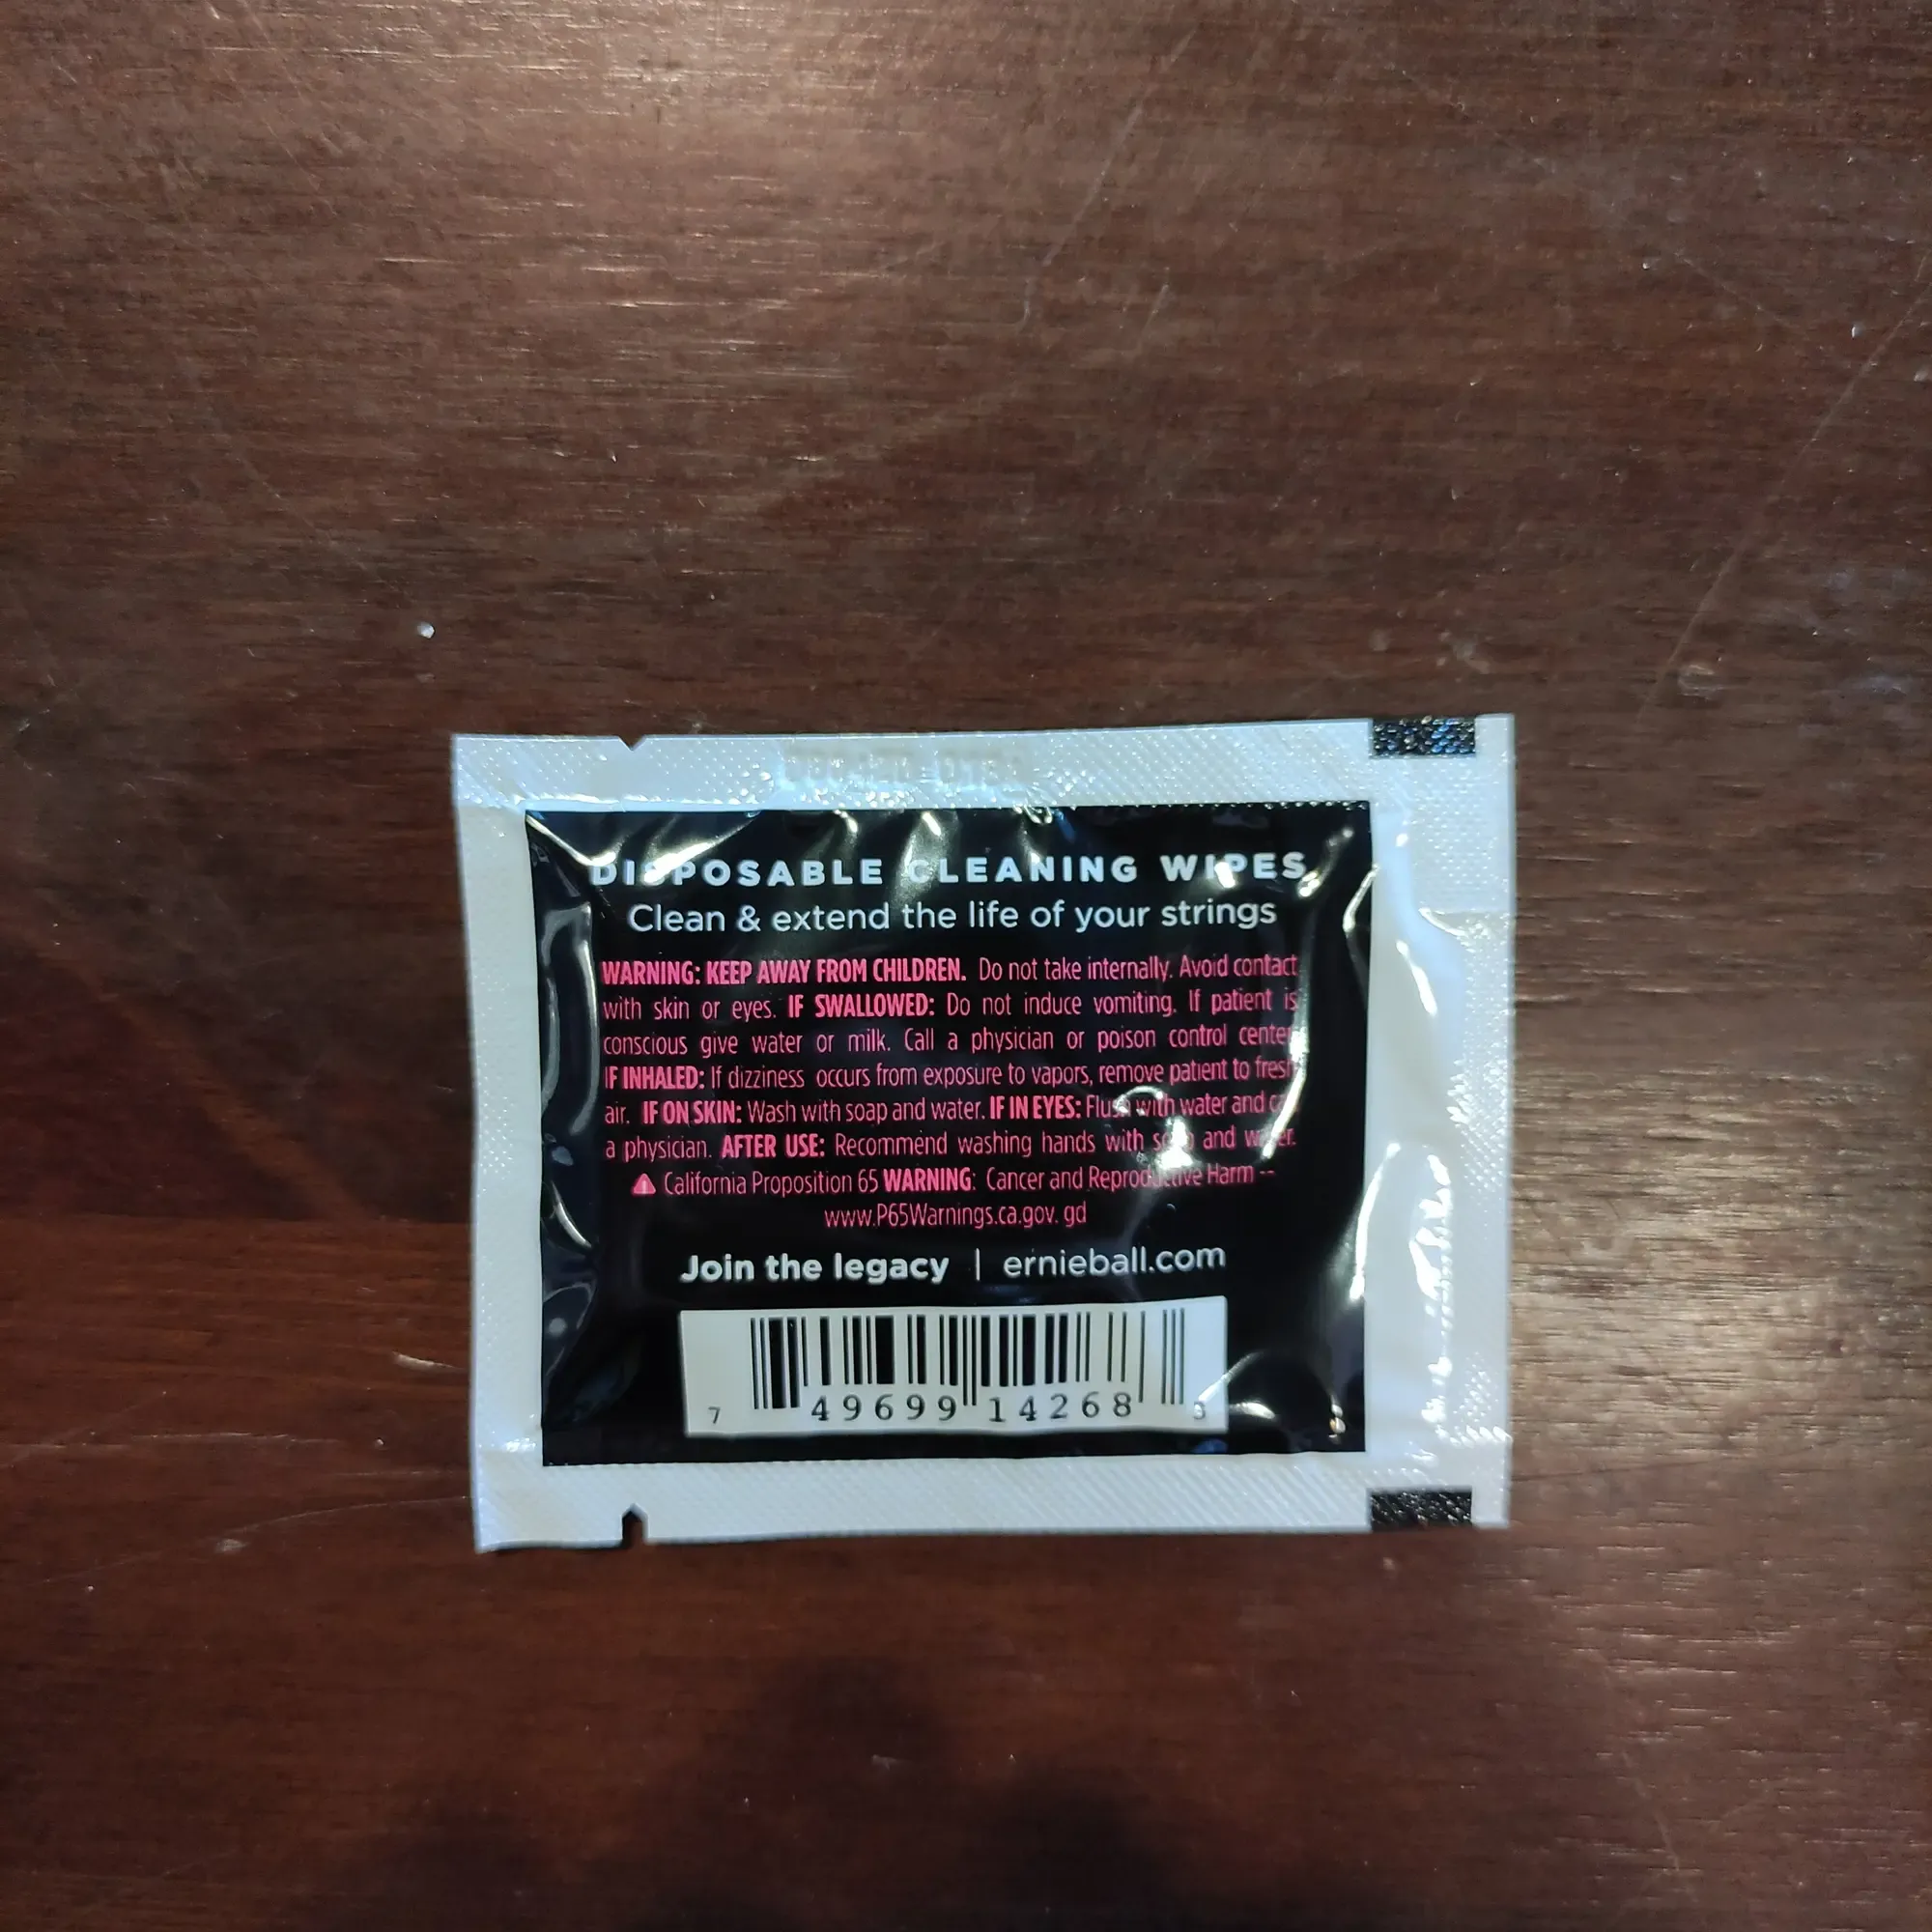 DISPOSABLE CLEANING WIPES
Clean & extend the life of your strings
WARNING: KEEP AWAY FROM CHILDREN. Do not take internally. Avoid contact
with skin or eyes. IF SWALLOWED: Do not induce vomiting. If patient is
conscious give water or milk. Call a physician or poison control center
IF INHALED: If dizziness occurs from exposure to vapors, remove patient to fresh
air. IF ON SKIN: Wash with soap and water. IF IN EYES: Flush with water and call
a physician. AFTER USE: Recommend washing hands with soap and water.
California Proposition 65 WARNING: Cancer and Reproductive Harm --
www.P65Warnings.ca.gov. gd
Join the legacy | ernieball.com
7 49699 14268 3